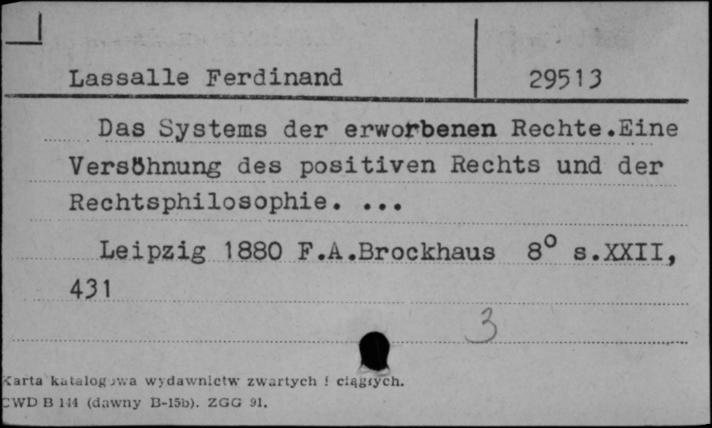 Lassalle Ferdinand 29513
Das Systems der erworbenen Rechte.Eine
Versöhnung des positiven Rechts und der
Rechtsphilosophie. ...
Leipzig 1880 F.A.Brockhaus 8° s.XXII,
431
3
Karta katalogowa wydawnictw zwartych i ciągłych.
CWD B 144 (dawny B-15b). ZGG 91.